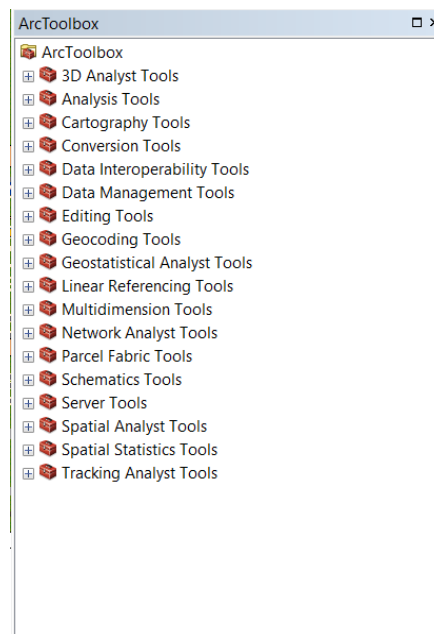 ArcToolbox
ArcToolbox
3D Analyst Tools
Analysis Tools
Cartography Tools
Conversion Tools
Data Interoperability Tools
Data Management Tools
Editing Tools
Geocoding Tools
Geostatistical Analyst Tools
Linear Referencing Tools
Multidimension Tools
Network Analyst Tools
Parcel Fabric Tools
Schematics Tools
Server Tools
Spatial Analyst Tools
Spatial Statistics Tools
Tracking Analyst Tools